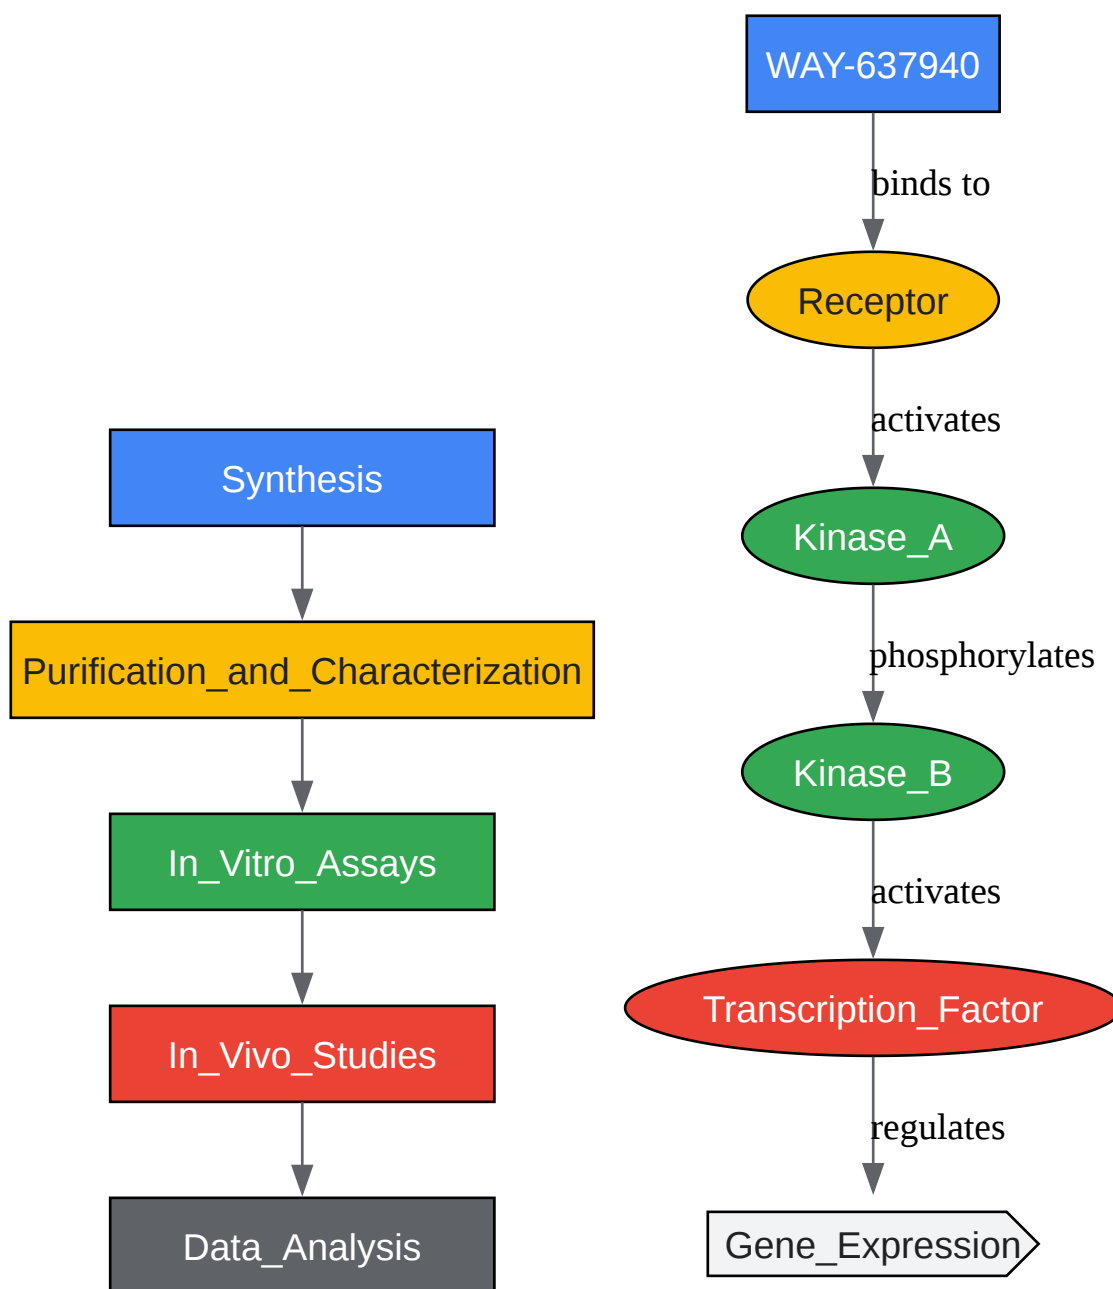 Synthesis
Purification_and_Characterization
In_Vitro_Assays
In_Vivo_Studies
Data_Analysis
WAY-637940
binds to
Receptor
activates
Kinase_A
phosphorylates
Kinase_B
activates
Transcription_Factor
regulates
Gene_Expression